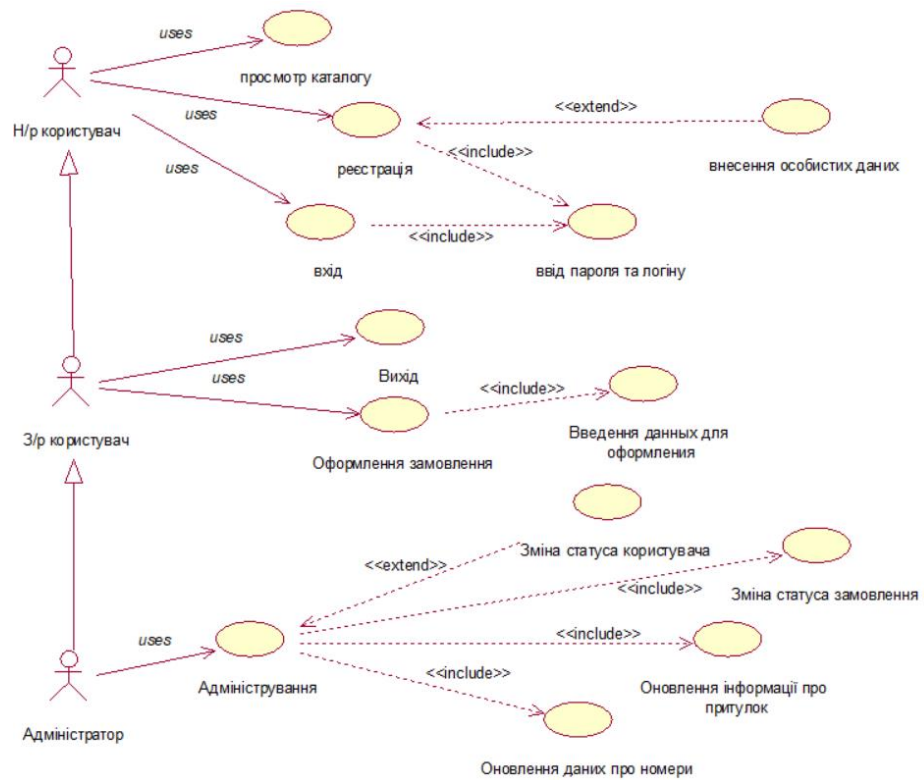 uses
просмотр каталогу
Н/р користувач
uses
<<extend>>
реєстрація
<<include>>
внесення особистих даних
uses
вхід
<<include>>
ввід пароля та логіну
uses
Вихід
uses
<<include>>
З/р користувач
Оформлення замовлення
Введення данных для
оформления
Зміна статуса користувача
<<extend>>
<<include>>
Зміна статуса замовлення
uses
<<include>>
Адміністрування
<<include>>
Оновлення інформації про
притулок
Адміністратор
Оновлення даних про номери